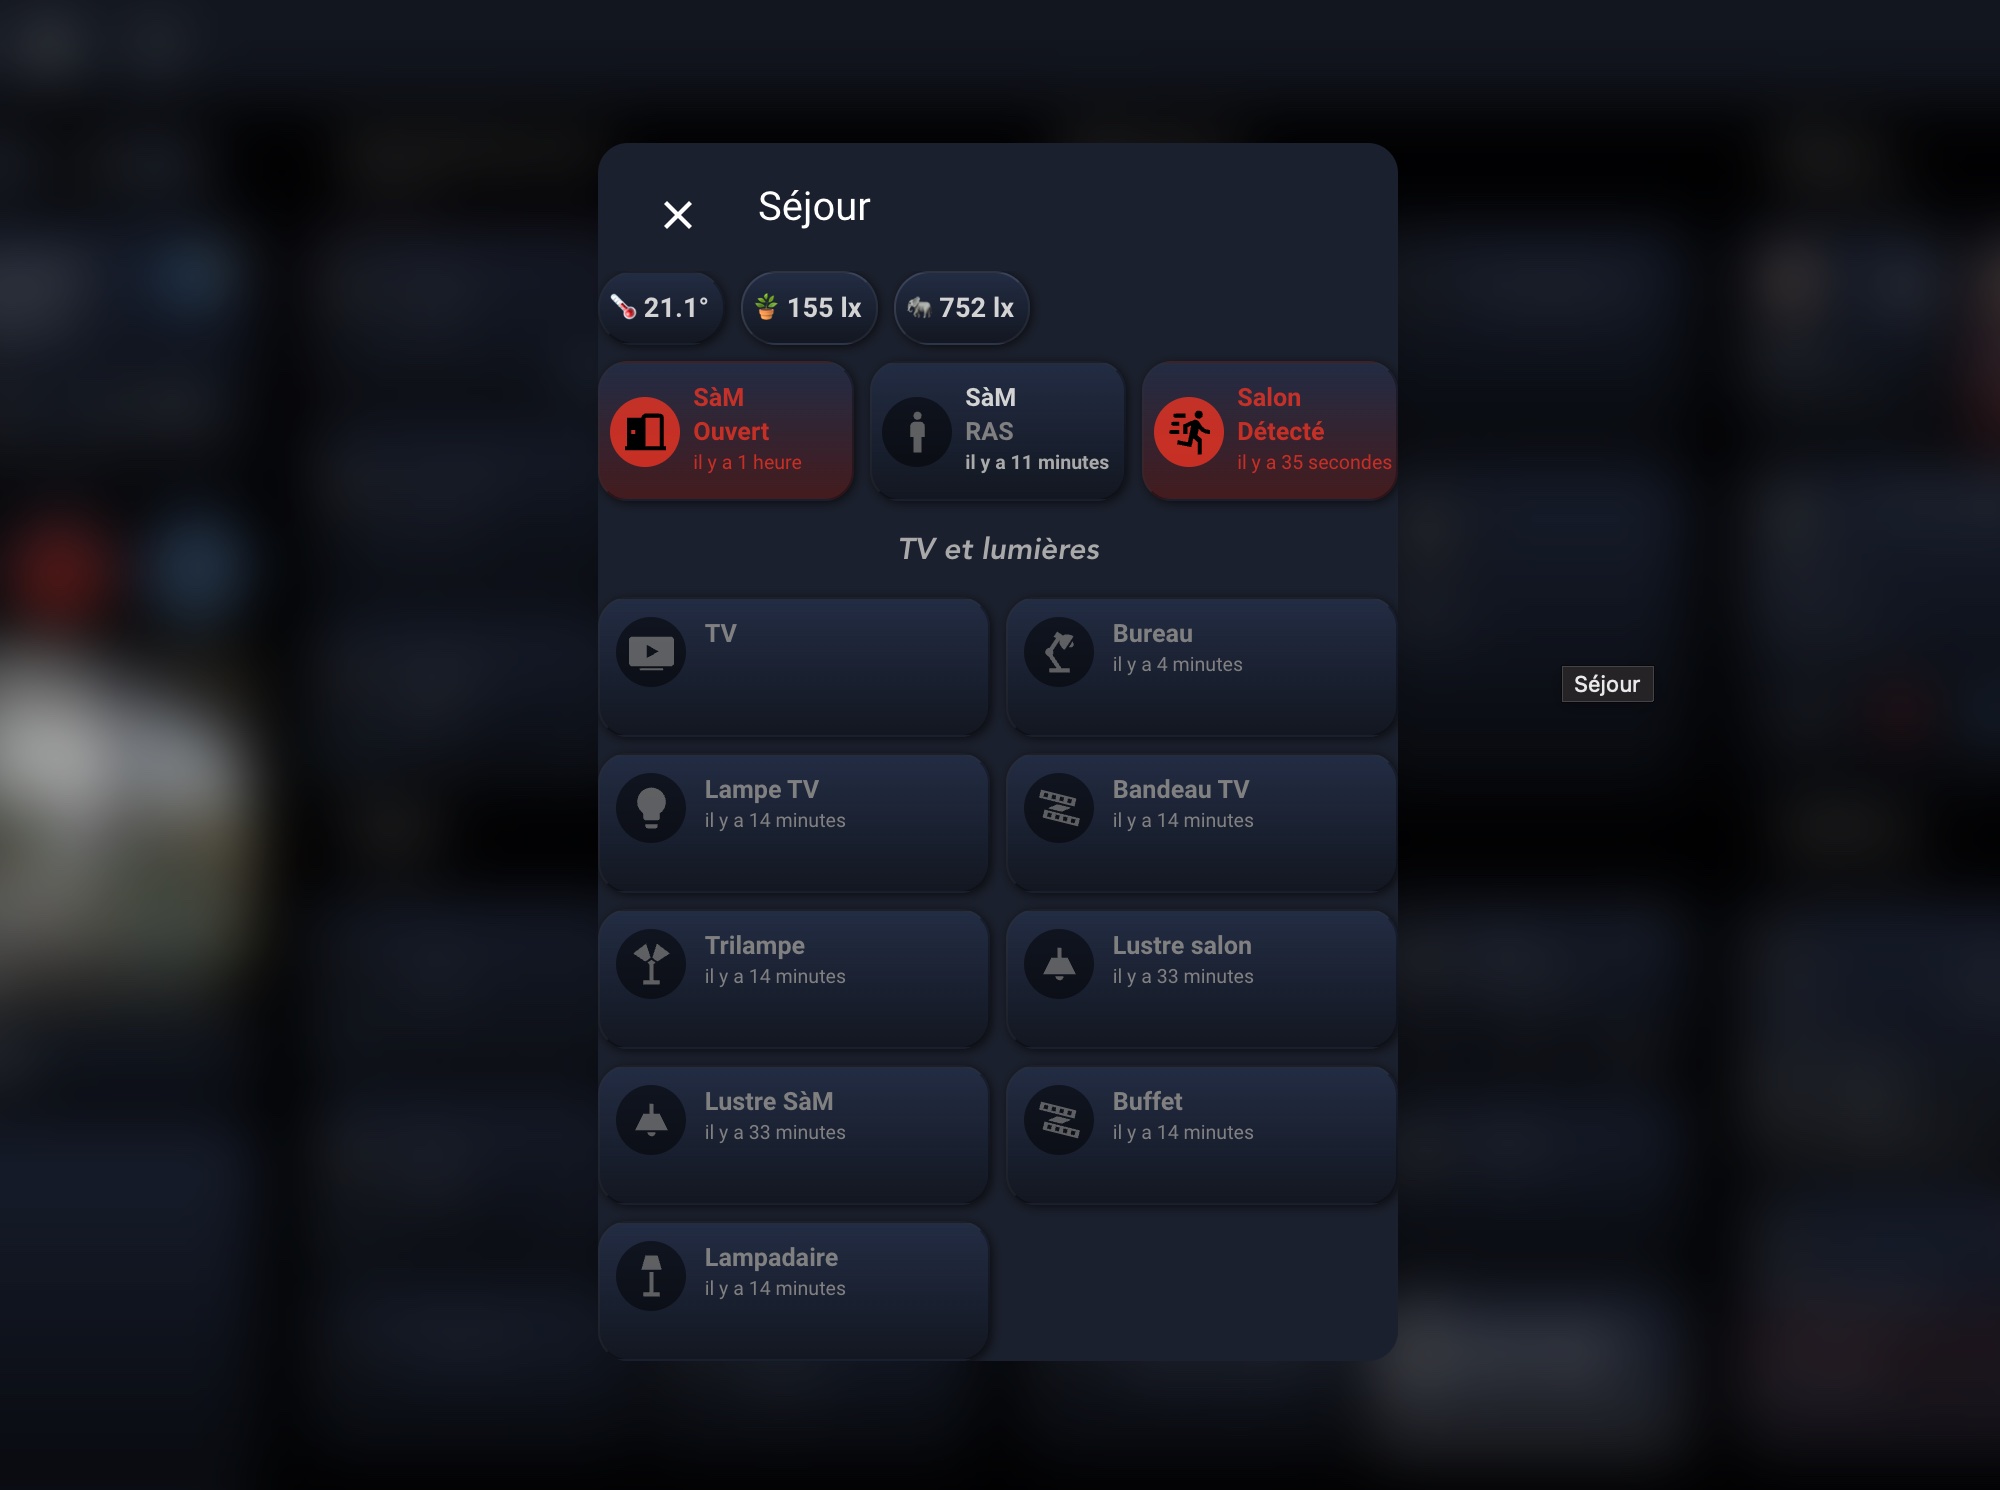 Séjour
21.1°
155 lx
752 lx
SàM
Ouvert
il y a 1 heure
SàM
RAS
il y a 11 minutes
Salon
Détecté
il y a 35 secondes
TV et lumières
TV
Bureau
il y a 4 minutes
Séjour
Lampe TV
il y a 14 minutes
Bandeau TV
il y a 14 minutes
Trilampe
il y a 14 minutes
Lustre salon
il y a 33 minutes
Lustre SàM
il y a 33 minutes
Buffet
il y a 14 minutes
Lampadaire
il y a 14 minutes